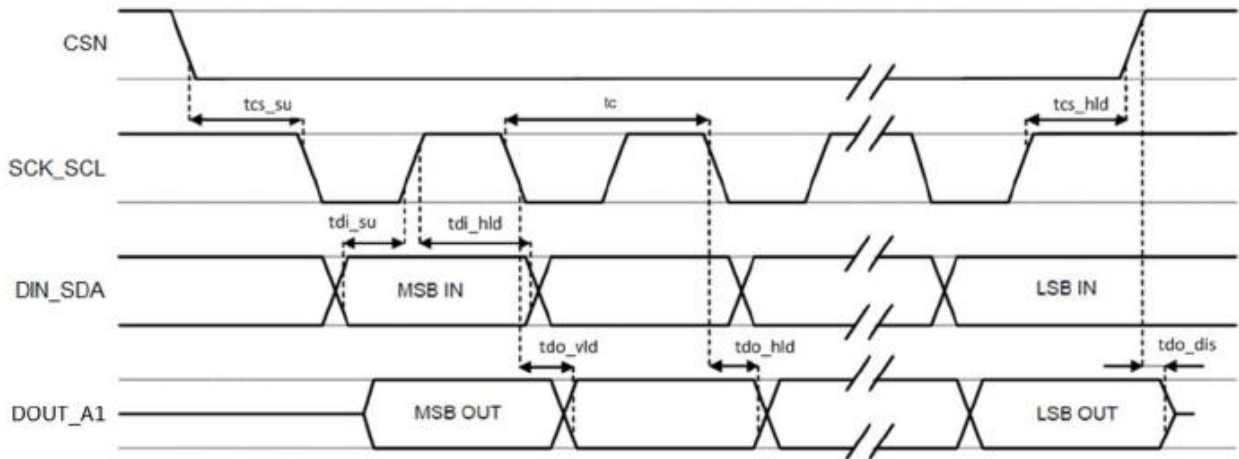 CSN
tcs_su
tc
tcs_hld
SCK_SCL
tdi_su
tdi_hld
DIN_SDA
MSB IN
LSB IN
tdo_vld
tdo_hld
tdo_dis
DOUT_A1
MSB OUT
LSB OUT